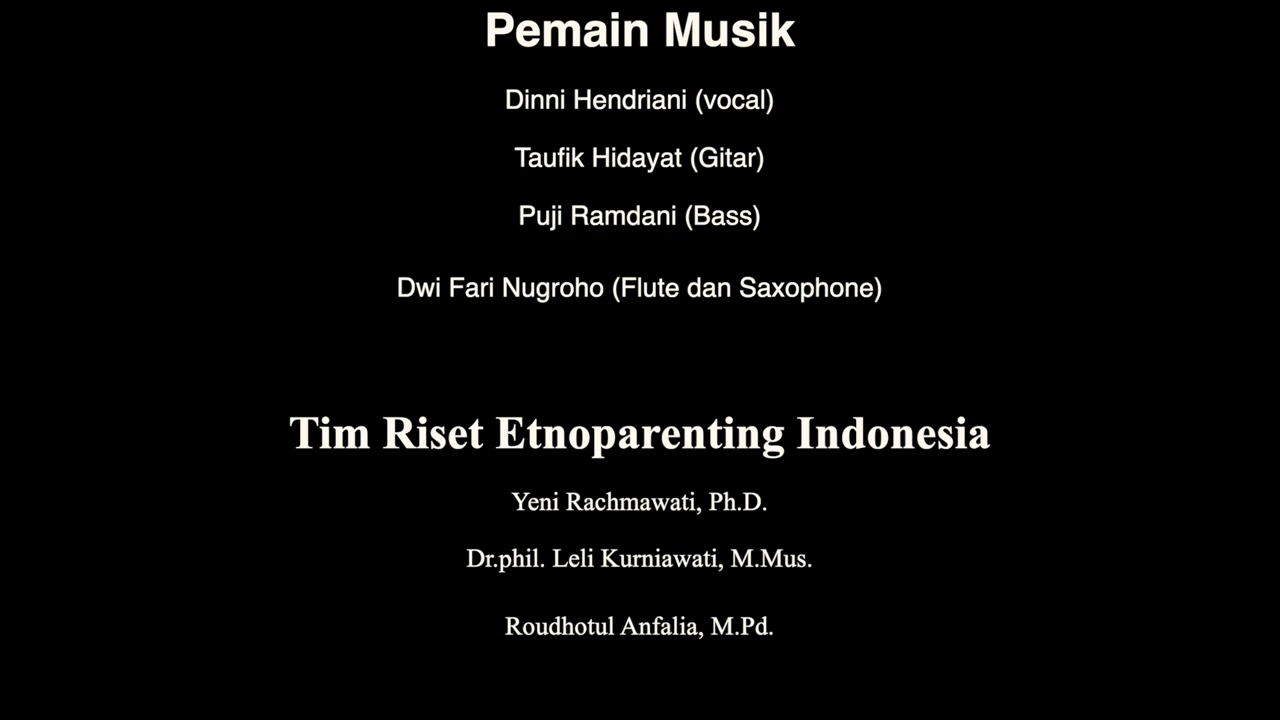 Pemain Musik
Dinni Hendriani (vocal)
Taufik Hidayat (Gitar)
Puji Ramdani (Bass)
Dwi Fari Nugroho (Flute dan Saxophone)
Tim Riset Etnoparenting Indonesia
Yeni Rachmawati, Ph.D.
Dr.phil. Leli Kurniawati, M.Mus.
Roudhotul Anfalia, M.Pd.